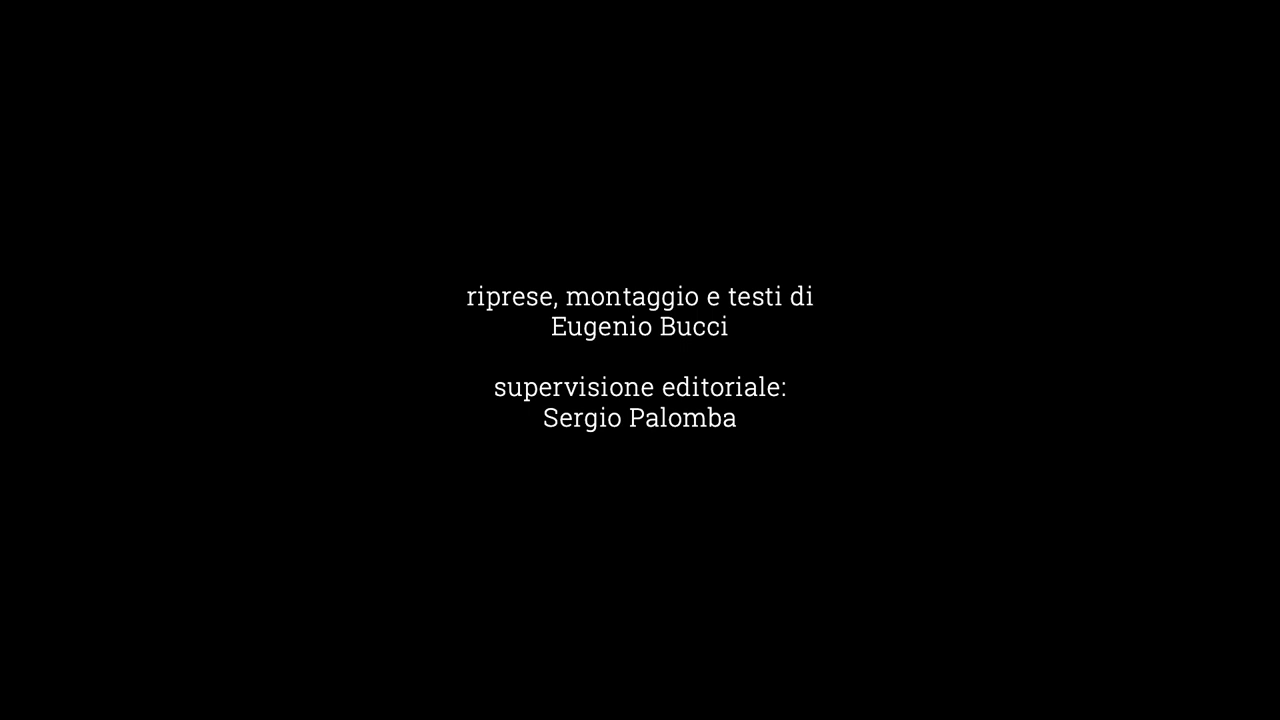 riprese, montaggio e testi di
Eugenio Bucci
supervisione editoriale:
Sergio Palomba